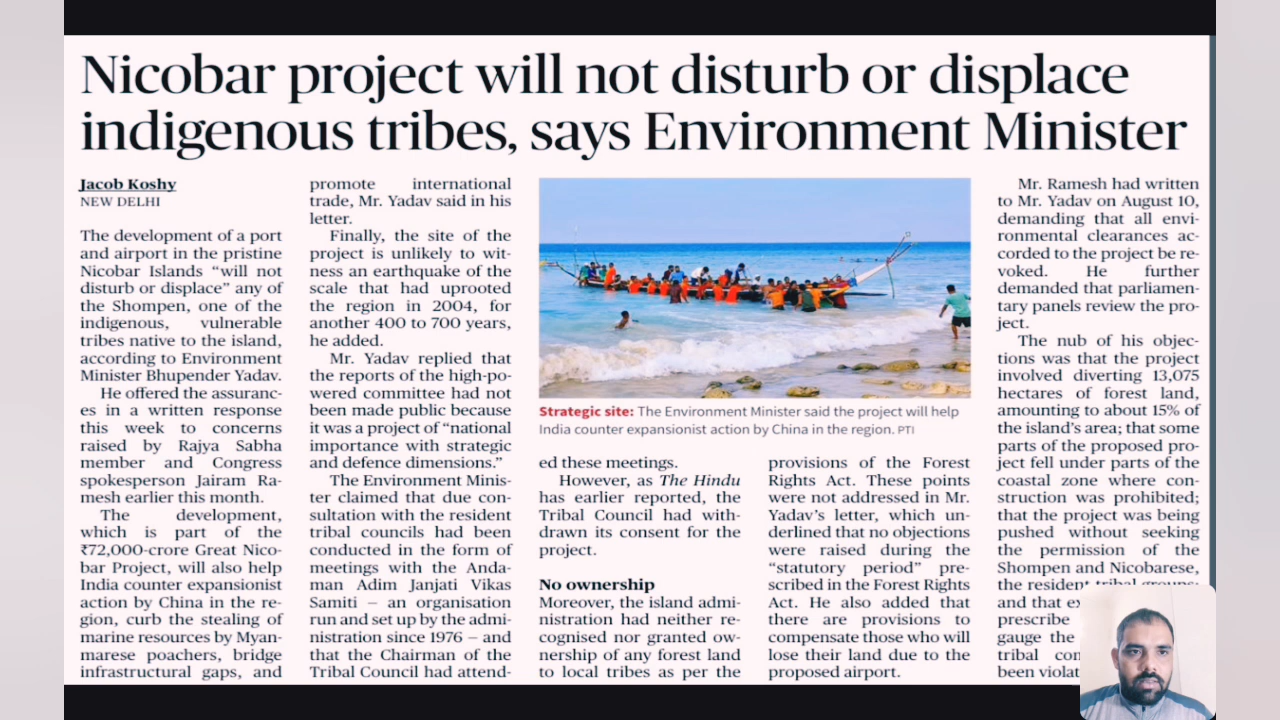 Nicobar project will not disturb or displace
indigenous tribes, says Environment Minister
Jacob Koshy
NEW DELHI
The development of a port
and airport in the pristine
Nicobar Islands “will not
disturb or displace” any of
the Shompen, one of the
indigenous, vulnerable
tribes native to the island,
according to Environment
Minister Bhupender Yadav.
He offered the assuranc-
es in a written response
this week to concerns
raised by Rajya Sabha
member and Congress
spokesperson Jairam Ra-
mesh earlier this month.
The development,
which is part of the
₹72,000-crore Great Nico-
bar Project, will also help
India counter expansionist
action by China in the re-
gion, curb the stealing of
marine resources by Myan-
marese poachers, bridge
infrastructural gaps, and
promote international
trade, Mr. Yadav said in his
letter.
Finally, the site of the
project is unlikely to wit-
ness an earthquake of the
scale that had uprooted
the region in 2004, for
another 400 to 700 years,
he added.
Mr. Yadav replied that
the reports of the high-po-
wered committee had not
been made public because
it was a project of “national
importance with strategic
and defence dimensions.”
The Environment Minis-
ter claimed that due con-
sultation with the resident
tribal councils had been
conducted in the form of
meetings with the Anda-
man Adim Janjati Vikas
Samiti – an organisation
run and set up by the admi-
nistration since 1976 – and
that the Chairman of the
Tribal Council had attend-
Strategic site: The Environment Minister said the project will help
India counter expansionist action by China in the region. PTI
ed these meetings.
However, as The Hindu
has earlier reported, the
Tribal Council had with-
drawn its consent for the
project.
No ownership
Moreover, the island admi-
nistration had neither re-
cognised nor granted ow-
nership of any forest land
to local tribes as per the
provisions of the Forest
Rights Act. These points
were not addressed in Mr.
Yadav’s letter, which un-
derlined that no objections
were raised during the
“statutory period” pre-
scribed in the Forest Rights
Act. He also added that
there are provisions to
compensate those who will
lose their land due to the
proposed airport.
Mr. Ramesh had written
to Mr. Yadav on August 10,
demanding that all envi-
ronmental clearances ac-
corded to the project be re-
voked. He further
demanded that parliamen-
tary panels review the pro-
ject.
The nub of his objec-
tions was that the project
involved diverting 13,075
hectares of forest land,
amounting to about 15% of
the island’s area; that some
parts of the proposed pro-
ject fell under parts of the
coastal zone where con-
struction was prohibited;
that the project was being
pushed without seeking
the permission of the
Shompen and Nicobarese,
the resident tribal groups;
and that
prescribe
gauge the
tribal
been